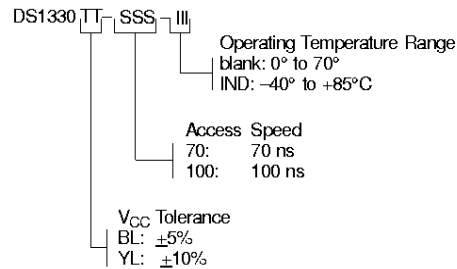 DS1330 TT - SSS - III
Operating Temperature Range
blank: 0° to 70°
IND: –40° to +85°C
Access Speed
70: 70 ns
100: 100 ns
VCC Tolerance
BL: ±5%
YL: ±10%